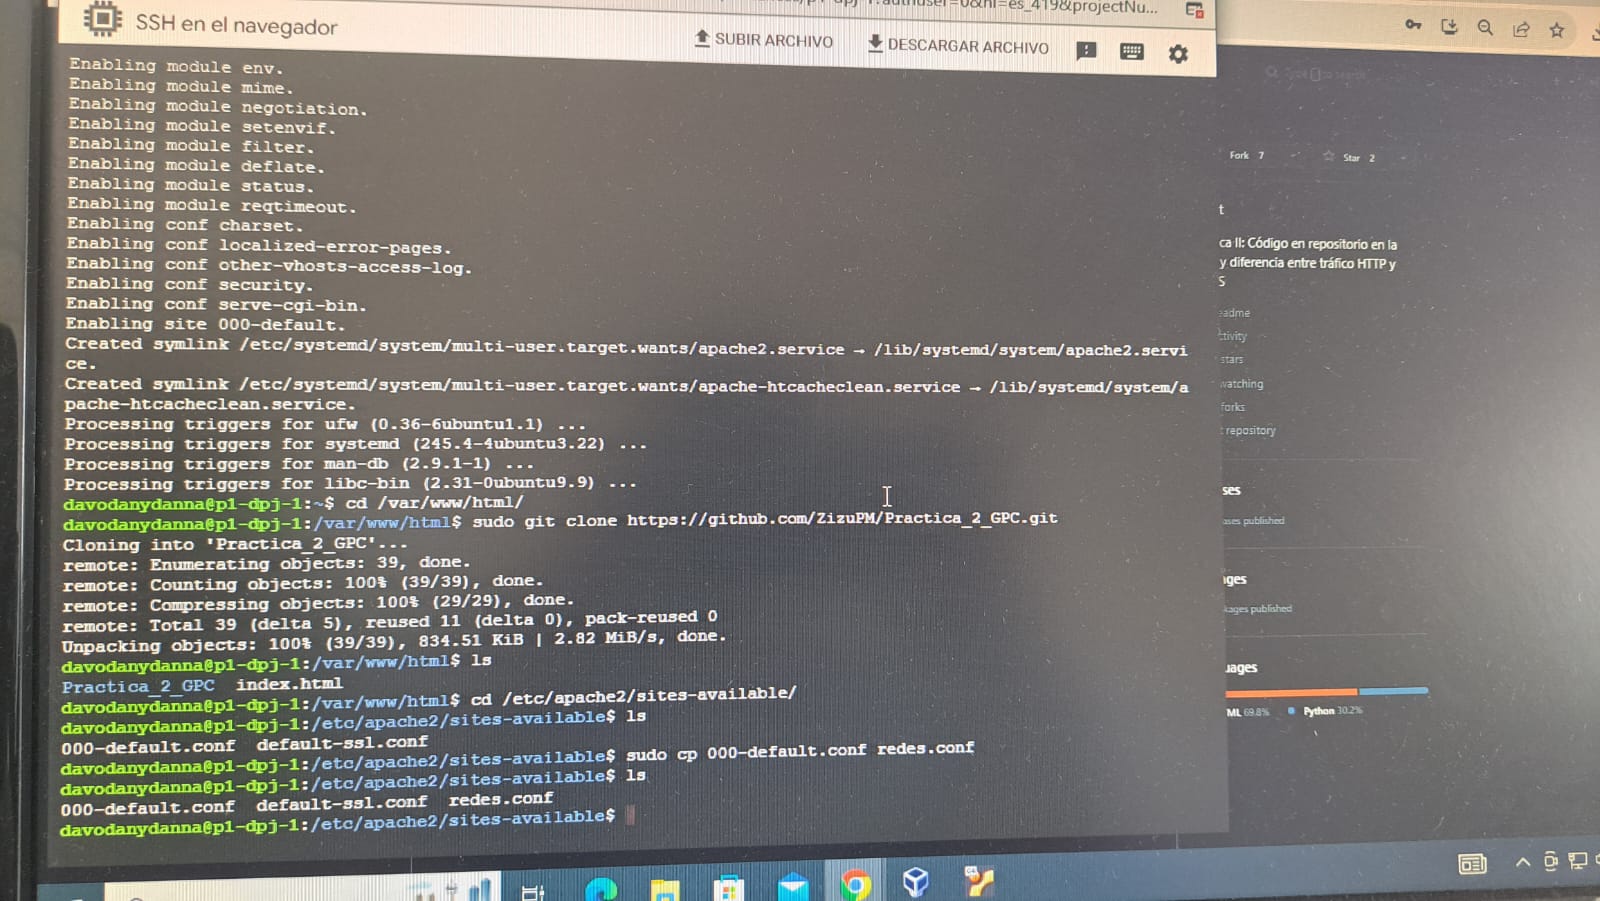 SSH en el navegador
SUBIR ARCHIVO
DESCARGAR ARCHIVO
Enabling module env.
Enabling module mime.
Enabling module negotiation.
Enabling module setenvif.
Enabling module filter.
Enabling module deflate.
Enabling module status.
Enabling module reqtimeout.
Enabling conf charset.
Enabling conf localized-error-pages.
Enabling conf other-vhosts-access-log.
Enabling conf security.
Enabling conf serve-cgi-bin.
Enabling site 000-default.
Created symlink /etc/systemd/system/multi-user.target.wants/apache2.service → /lib/systemd/system/apache2.servi
ce.
Created symlink /etc/systemd/system/multi-user.target.wants/apache-htcacheclean.service → /lib/systemd/system/a
pache-htcacheclean.service.
Processing triggers for ufw (0.36-6ubuntu1.1) ...
Processing triggers for systemd (245.4-4ubuntu3.22) ...
Processing triggers for man-db (2.9.1-1) ...
Processing triggers for libc-bin (2.31-0ubuntu9.9) ...
davodanydanna@p1-dpj-1:~$ cd /var/www/html/
davodanydanna@p1-dpj-1:/var/www/html$ sudo git clone https://github.com/ZizuPM/Practica_2_GPC.git
Cloning into 'Practica_2_GPC'...
remote: Enumerating objects: 39, done.
remote: Counting objects: 100% (39/39), done.
remote: Compressing objects: 100% (29/29), done.
remote: Total 39 (delta 5), reused 11 (delta 0), pack-reused 0
Unpacking objects: 100% (39/39), 834.51 KiB | 2.82 MiB/s, done.
davodanydanna@p1-dpj-1:/var/www/html$ ls
Practica_2_GPC  index.html
davodanydanna@p1-dpj-1:/var/www/html$ cd /etc/apache2/sites-available/
davodanydanna@p1-dpj-1:/etc/apache2/sites-available$ ls
000-default.conf  default-ssl.conf
davodanydanna@p1-dpj-1:/etc/apache2/sites-available$ sudo cp 000-default.conf redes.conf
davodanydanna@p1-dpj-1:/etc/apache2/sites-available$ ls
000-default.conf  default-ssl.conf  redes.conf
davodanydanna@p1-dpj-1:/etc/apache2/sites-available$
Fork 7
Star 2
t
ca II: Código en repositorio en la
y diferencia entre tráfico HTTP y
S
eadme
tivity
stars
watching
forks
t repository
ses
ases published
ages
kages published
uages
ML 69.8%
Python 30.2%